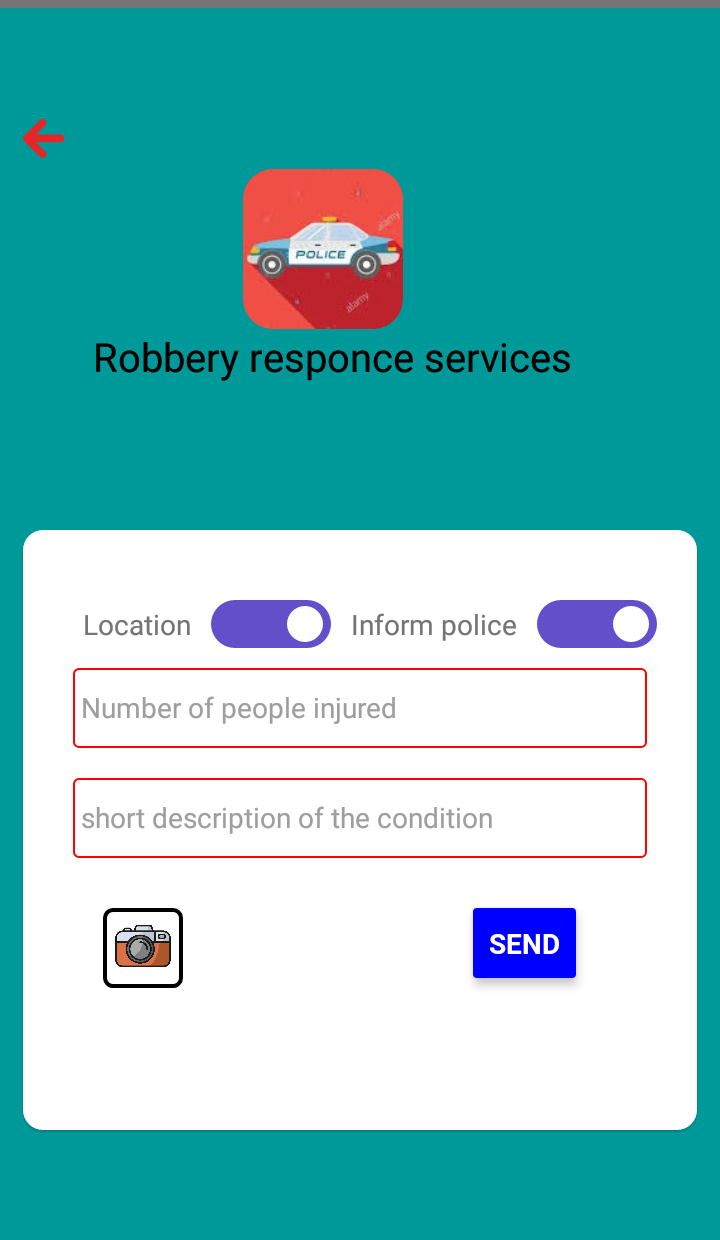 alamy
POLICE
alamy
Robbery responce services
Location Inform police
Number of people injured
short description of the condition
SEND